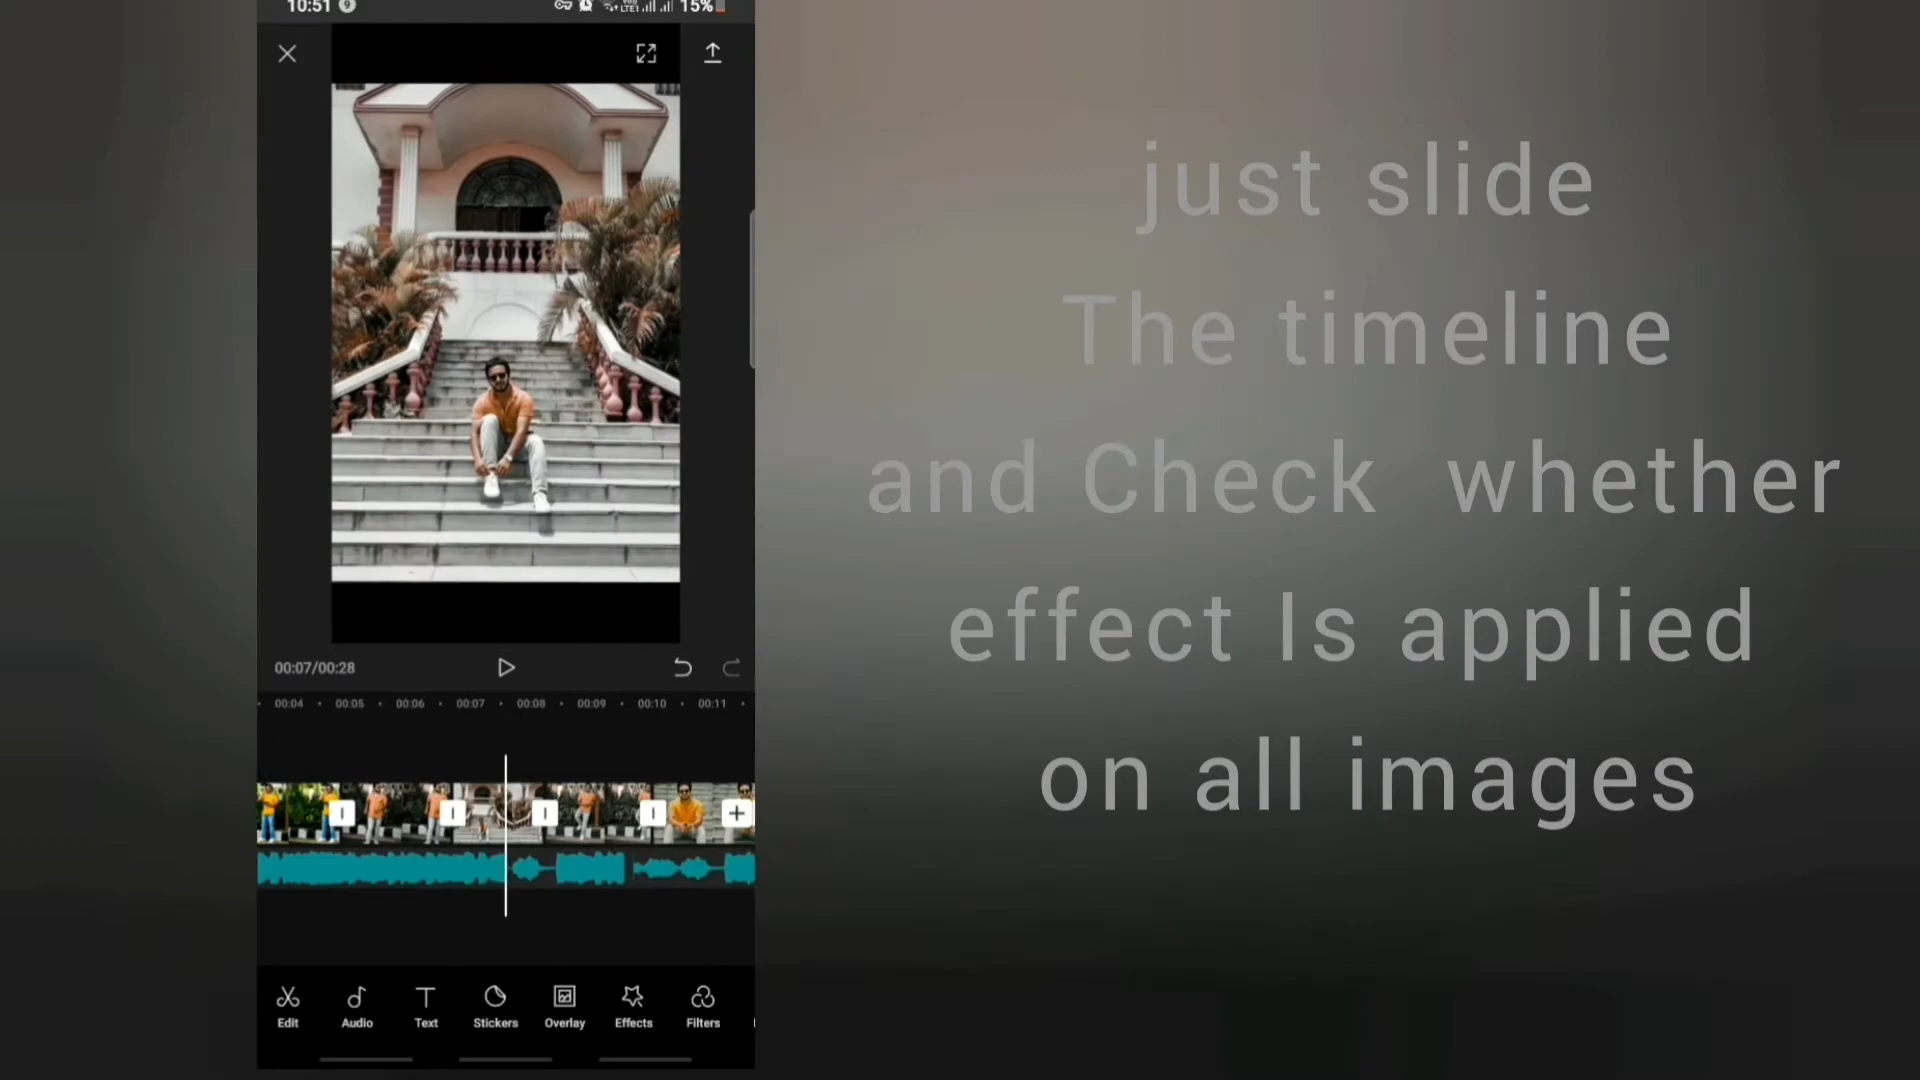 10:51 9 15%
00:07/00:28
00:04 00:05 00:06 00:07 00:08 00:09 00:10 00:11
Edit Audio Text Stickers Overlay Effects Filters
just slide
The timeline
and Check whether
effect Is applied
on all images